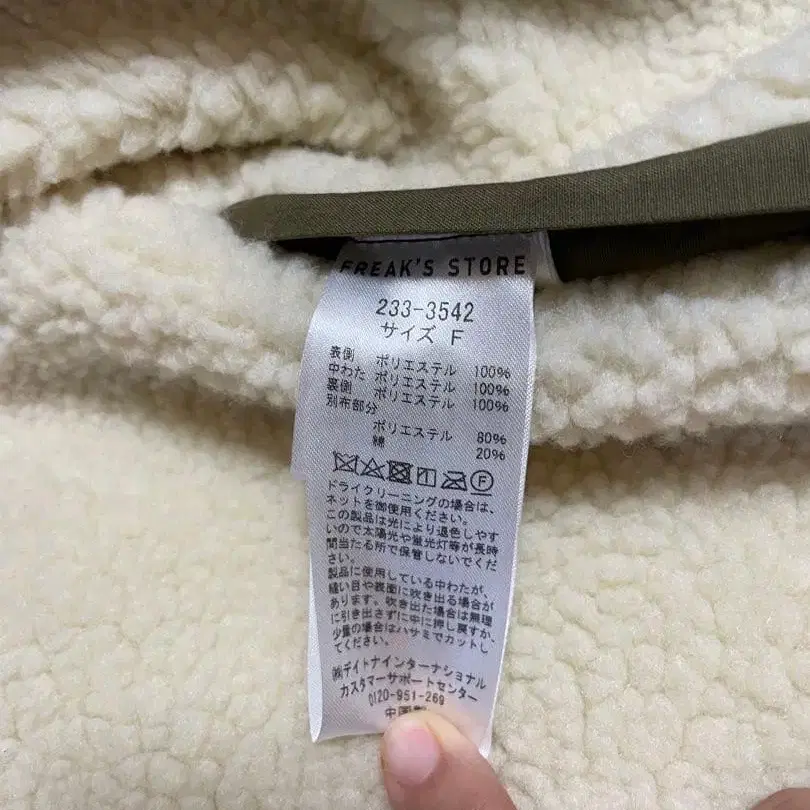 FREAK'S STORE
233-3542
サイズ F
表側 ポリエステル 100%
中わた ポリエステル 100%
裏側 ポリエステル 100%
別布部分
ポリエステル 80%
綿 20%
F
ドライクリーニングの場合は、
ネットを御使用ください。
この製品は光により退色しやす
いので太陽光や蛍光灯等が長時
間当たる所で保管しないでくだ
さい。
製品に使用している中わたが、
縫い目や表面に吹き出る場合が
あります。吹き出た場合は無理
に引き出さずに中に押し戻すか、
少量の場合はハサミでカットし
てください。
㈱デイトナインターナショナル
カスタマーサポートセンター
0120-951-269
中国製